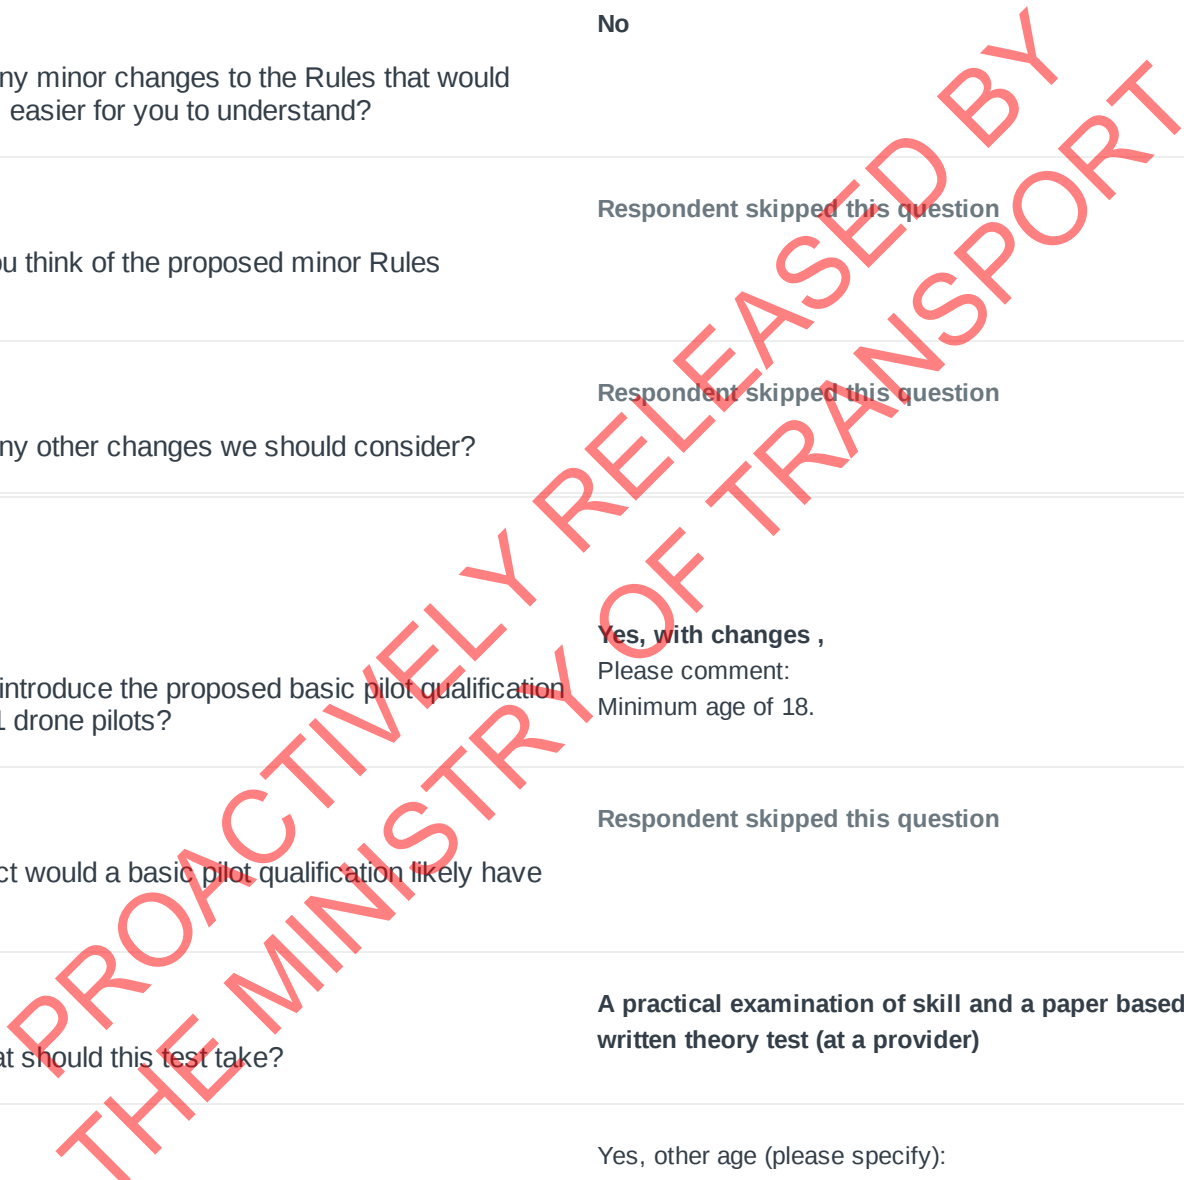 No
ny minor changes to the Rules that would
easier for you to understand?
Respondent skipped this question
u think of the proposed minor Rules
Respondent skipped this question
ny other changes we should consider?
Yes, with changes ,
Please comment:
Minimum age of 18.
introduce the proposed basic pilot qualification
1 drone pilots?
Respondent skipped this question
ct would a basic pilot qualification likely have
A practical examination of skill and a paper based
written theory test (at a provider)
at should this test take?
Yes, other age (please specify):
PROACTIVELY RELEASED BY
THE MINISTRY OF TRANSPORT